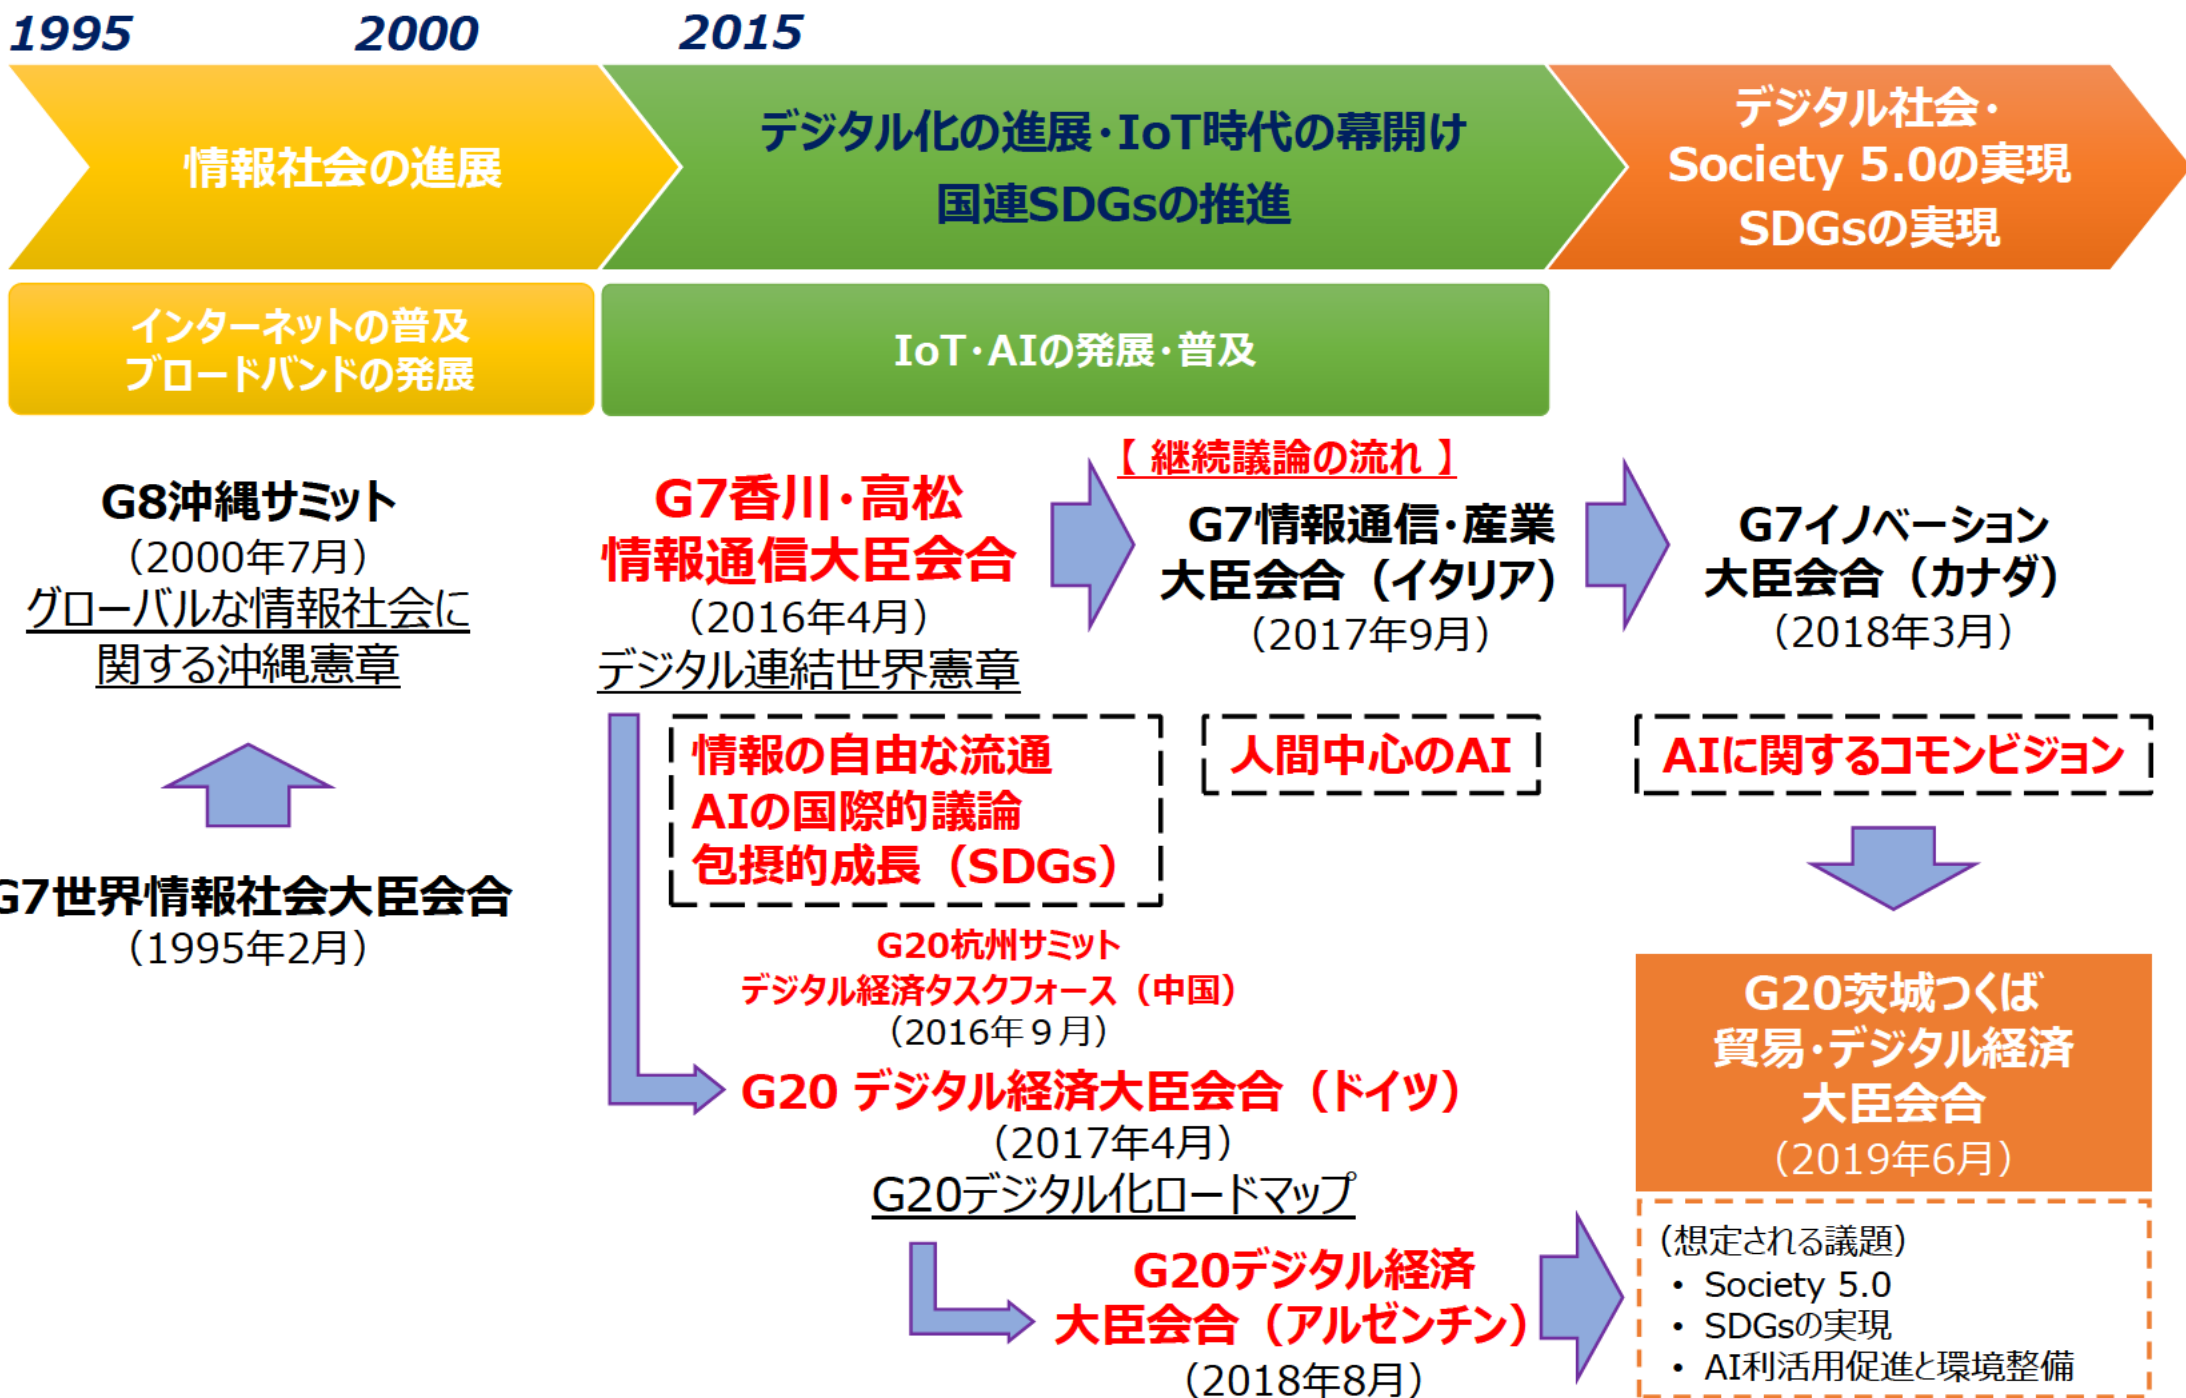 1995
2000
2015
情報社会の進展
デジタル化の進展・IoT時代の幕開け
国連SDGsの推進
デジタル社会・
Society 5.0の実現
SDGsの実現
インターネットの普及
ブロードバンドの発展
IoT・AIの発展・普及
G8沖縄サミット
（2000年7月）
グローバルな情報社会に
関する沖縄憲章
G7世界情報社会大臣会合
（1995年2月）
G7香川・高松
情報通信大臣会合
（2016年4月）
デジタル連結世界憲章
【 継続議論の流れ 】
G7情報通信・産業
大臣会合（イタリア）
（2017年9月）
G7イノベーション
大臣会合（カナダ）
（2018年3月）
情報の自由な流通
AIの国際的議論
包摂的成長（SDGs）
人間中心のAI
AIに関するコモンビジョン
G20杭州サミット
デジタル経済タスクフォース（中国）
（2016年９月）
G20 デジタル経済大臣会合（ドイツ）
（2017年4月）
G20デジタル化ロードマップ
G20デジタル経済
大臣会合（アルゼンチン）
（2018年8月）
G20茨城つくば
貿易・デジタル経済
大臣会合
（2019年6月）
（想定される議題）
• Society 5.0
• SDGsの実現
• AI利活用促進と環境整備